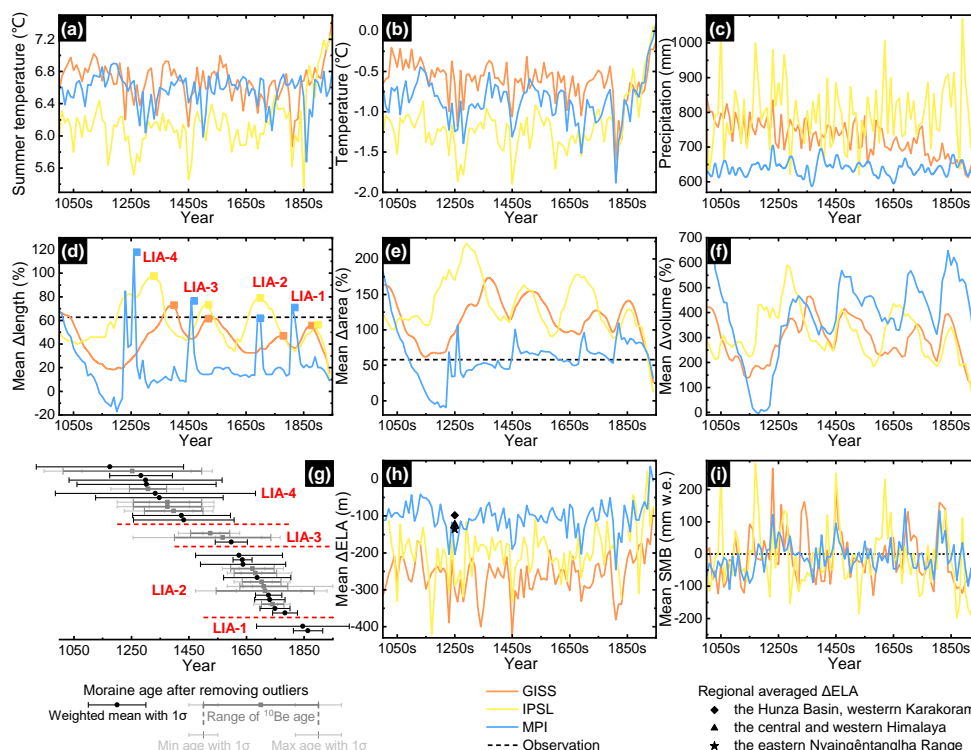 (a)
Summer temperature (℃)
7.2
6.8
6.4
6.0
5.6
1050s 1250s 1450s 1650s 1850s
Year
(b)
Temperature (℃)
0.0
-0.5
-1.0
-1.5
-2.0
1050s 1250s 1450s 1650s 1850s
Year
(c)
Precipitation (mm)
1000
900
800
700
600
1050s 1250s 1450s 1650s 1850s
Year
(d)
Mean Δlength (%)
120
100
80
60
40
20
0
-20
LIA-4
LIA-3
LIA-2
LIA-1
1050s 1250s 1450s 1650s 1850s
Year
(e)
Mean Δarea (%)
200
150
100
50
0
1050s 1250s 1450s 1650s 1850s
Year
(f)
Mean Δvolume (%)
700
600
500
400
300
200
100
0
1050s 1250s 1450s 1650s 1850s
Year
(g)
LIA-4
LIA-3
LIA-2
LIA-1
1050s 1250s 1450s 1650s 1850s
Year
(h)
Mean ΔELA (m)
0
-100
-200
-300
-400
1050s 1250s 1450s 1650s 1850s
Year
(i)
Mean SMB (mm w.e.)
200
100
0
-100
-200
1050s 1250s 1450s 1650s 1850s
Year
Moraine age after removing outliers
Weighted mean with 1σ
Range of ¹⁰Be age
Min age with 1σ
Max age with 1σ
GISS
IPSL
MPI
Observation
Regional averaged ΔELA
the Hunza Basin, westerrn Karakoram
the central and western Himalaya
the eastern Nyainqêntanglha Range